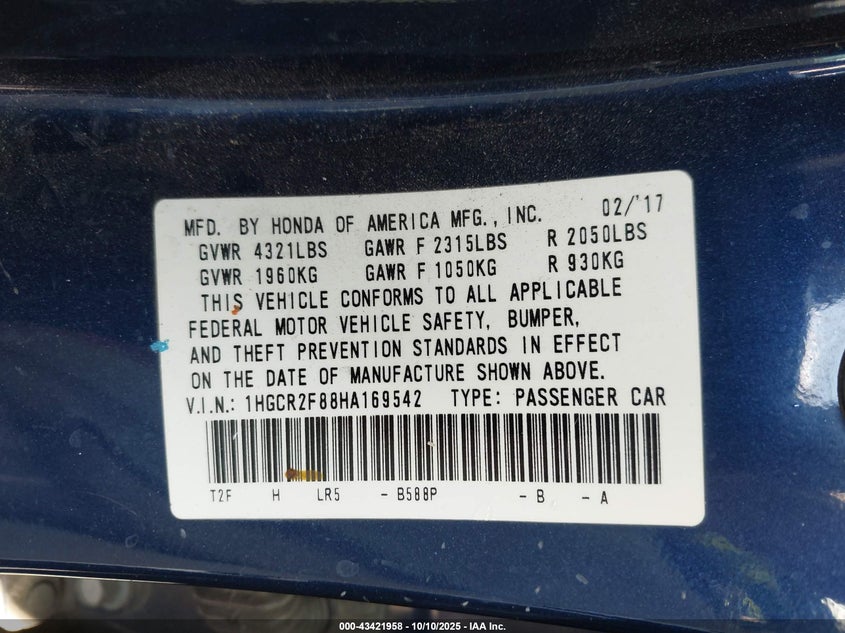 MFD. BY HONDA OF AMERICA MFG., INC. 02/'17
GVWR 4321LBS GAWR F 2315LBS R 2050LBS
GVWR 1960KG GAWR F 1050KG R 930KG
THIS VEHICLE CONFORMS TO ALL APPLICABLE
FEDERAL MOTOR VEHICLE SAFETY, BUMPER,
AND THEFT PREVENTION STANDARDS IN EFFECT
ON THE DATE OF MANUFACTURE SHOWN ABOVE.
V.I.N.: 1HGCR2F88HA169542 TYPE: PASSENGER CAR
T2F H LR5 - B588P - B - A
000-43421958 - 10/10/2025 - IAA Inc.